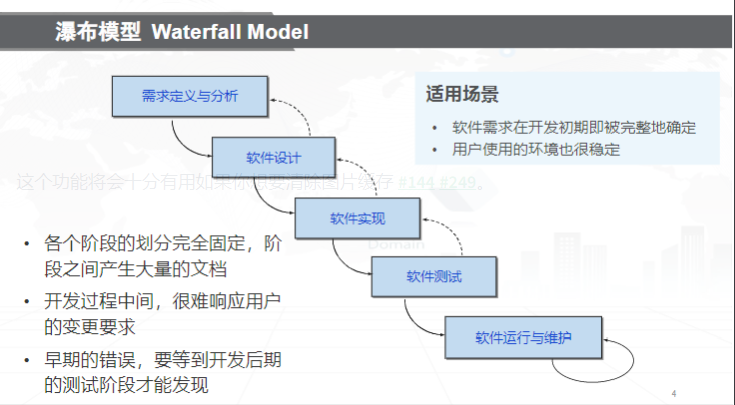 瀑布模型 Waterfall Model
需求定义与分析
软件设计
软件实现
软件测试
软件运行与维护
适用场景
• 软件需求在开发初期即被完整地确定
• 用户使用的环境也很稳定
这个功能将会十分有用如果你想要清除图片缓存 #144 #249。
Domain
• 各个阶段的划分完全固定，阶
段之间产生大量的文档
• 开发过程中间，很难响应用户
的变更要求
• 早期的错误，要等到开发后期
的测试阶段才能发现
4